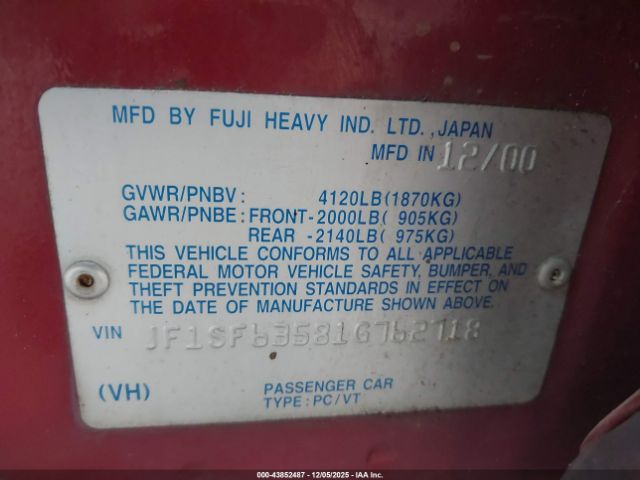 MFD BY FUJI HEAVY IND. LTD., JAPAN
MFD IN 12/00
GVWR/PNBV: 4120LB(1870KG)
GAWR/PNBE: FRONT-2000LB( 905KG)
REAR -2140LB( 975KG)
THIS VEHICLE CONFORMS TO ALL APPLICABLE
FEDERAL MOTOR VEHICLE SAFETY, BUMPER, AND
THEFT PREVENTION STANDARDS IN EFFECT ON
THE DATE OF MANUFACTURE SHOWN ABOVE.
VIN JF1SF63581G762718
(VH) PASSENGER CAR
TYPE: PC/VT
000-43852487 - 12/05/2025 - IAA Inc.